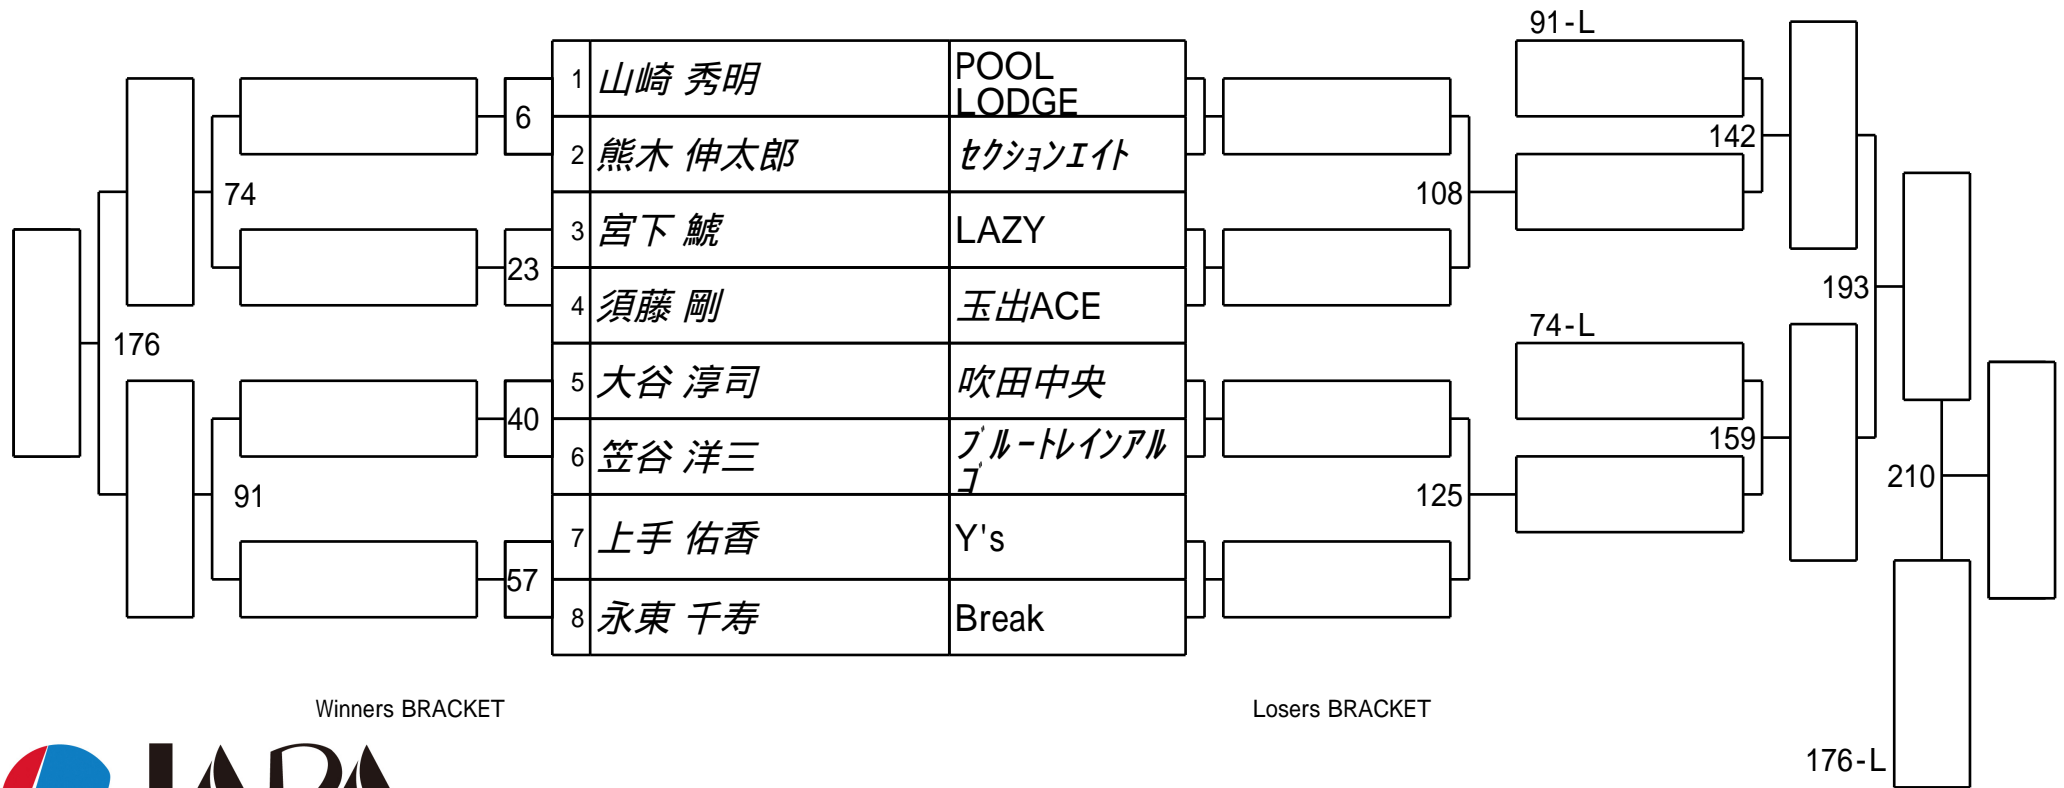 91-L
1 山崎 秀明 POOL LODGE
6
2 熊木 伸太郎 セクションエイト
142
74
108
3 宮下 鯱 LAZY
23
4 須藤 剛 玉出ACE
193
74-L
176
5 大谷 淳司 吹田中央
40
6 笠谷 洋三 ブルートレインアルゴ
159
210
91
125
7 上手 佑香 Y's
57
8 永東 千寿 Break
Winners BRACKET
Losers BRACKET
176-L